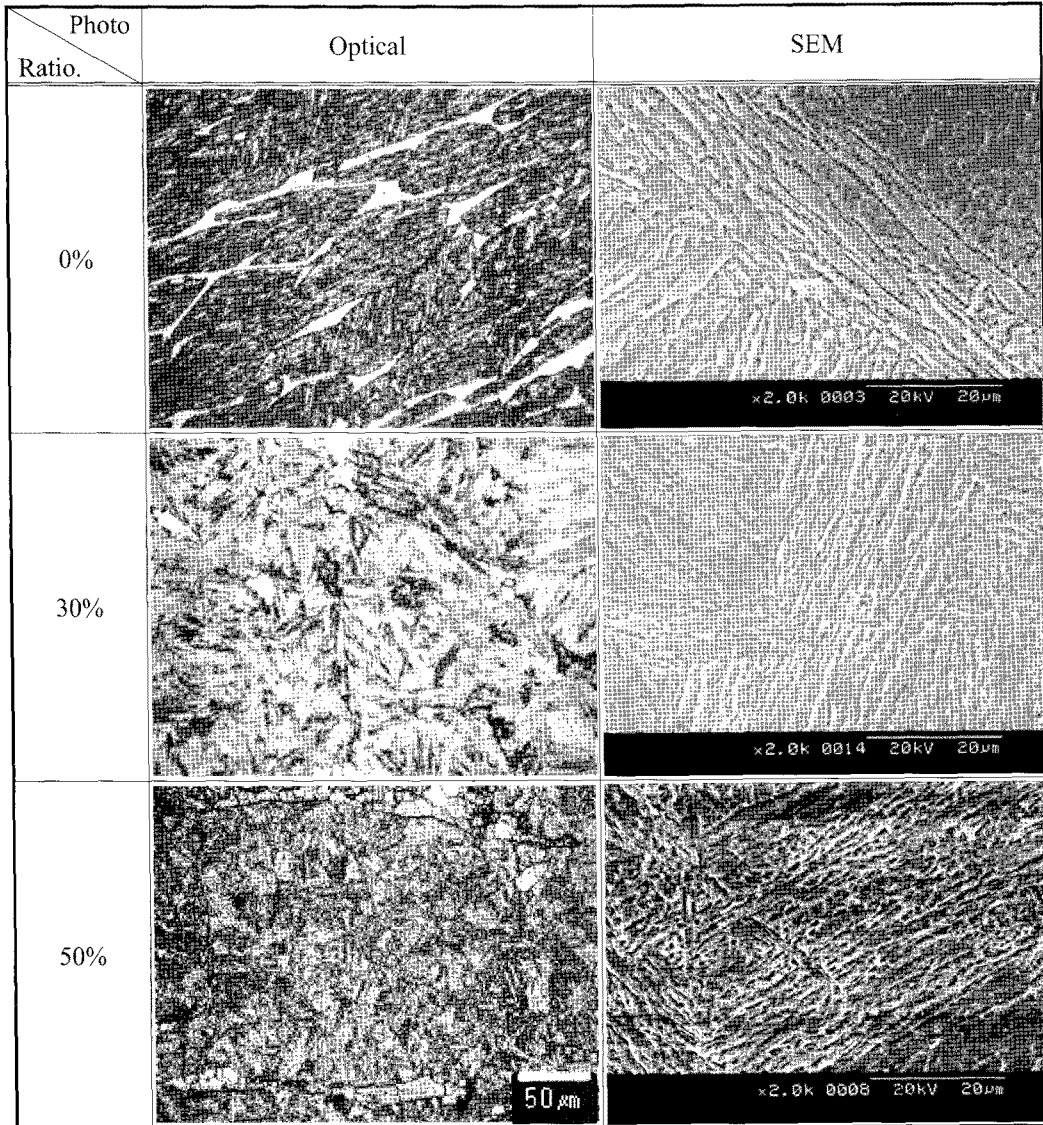 Photo
Ratio.
Optical
SEM
0%
×2.0k 0003 20kV 20μm
30%
×2.0k 0014 20kV 20μm
50%
50μm
×2.0k 0008 20kV 20μm